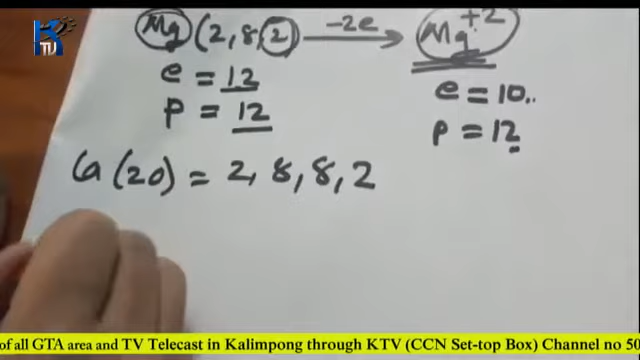 K
TV
Mg (2, 8, 2) -2e → Mg+2
e = 12
p = 12
e = 10..
p = 12
Ca (20) = 2, 8, 8, 2
of all GTA area and TV Telecast in Kalimpong through KTV (CCN Set-top Box) Channel no 50